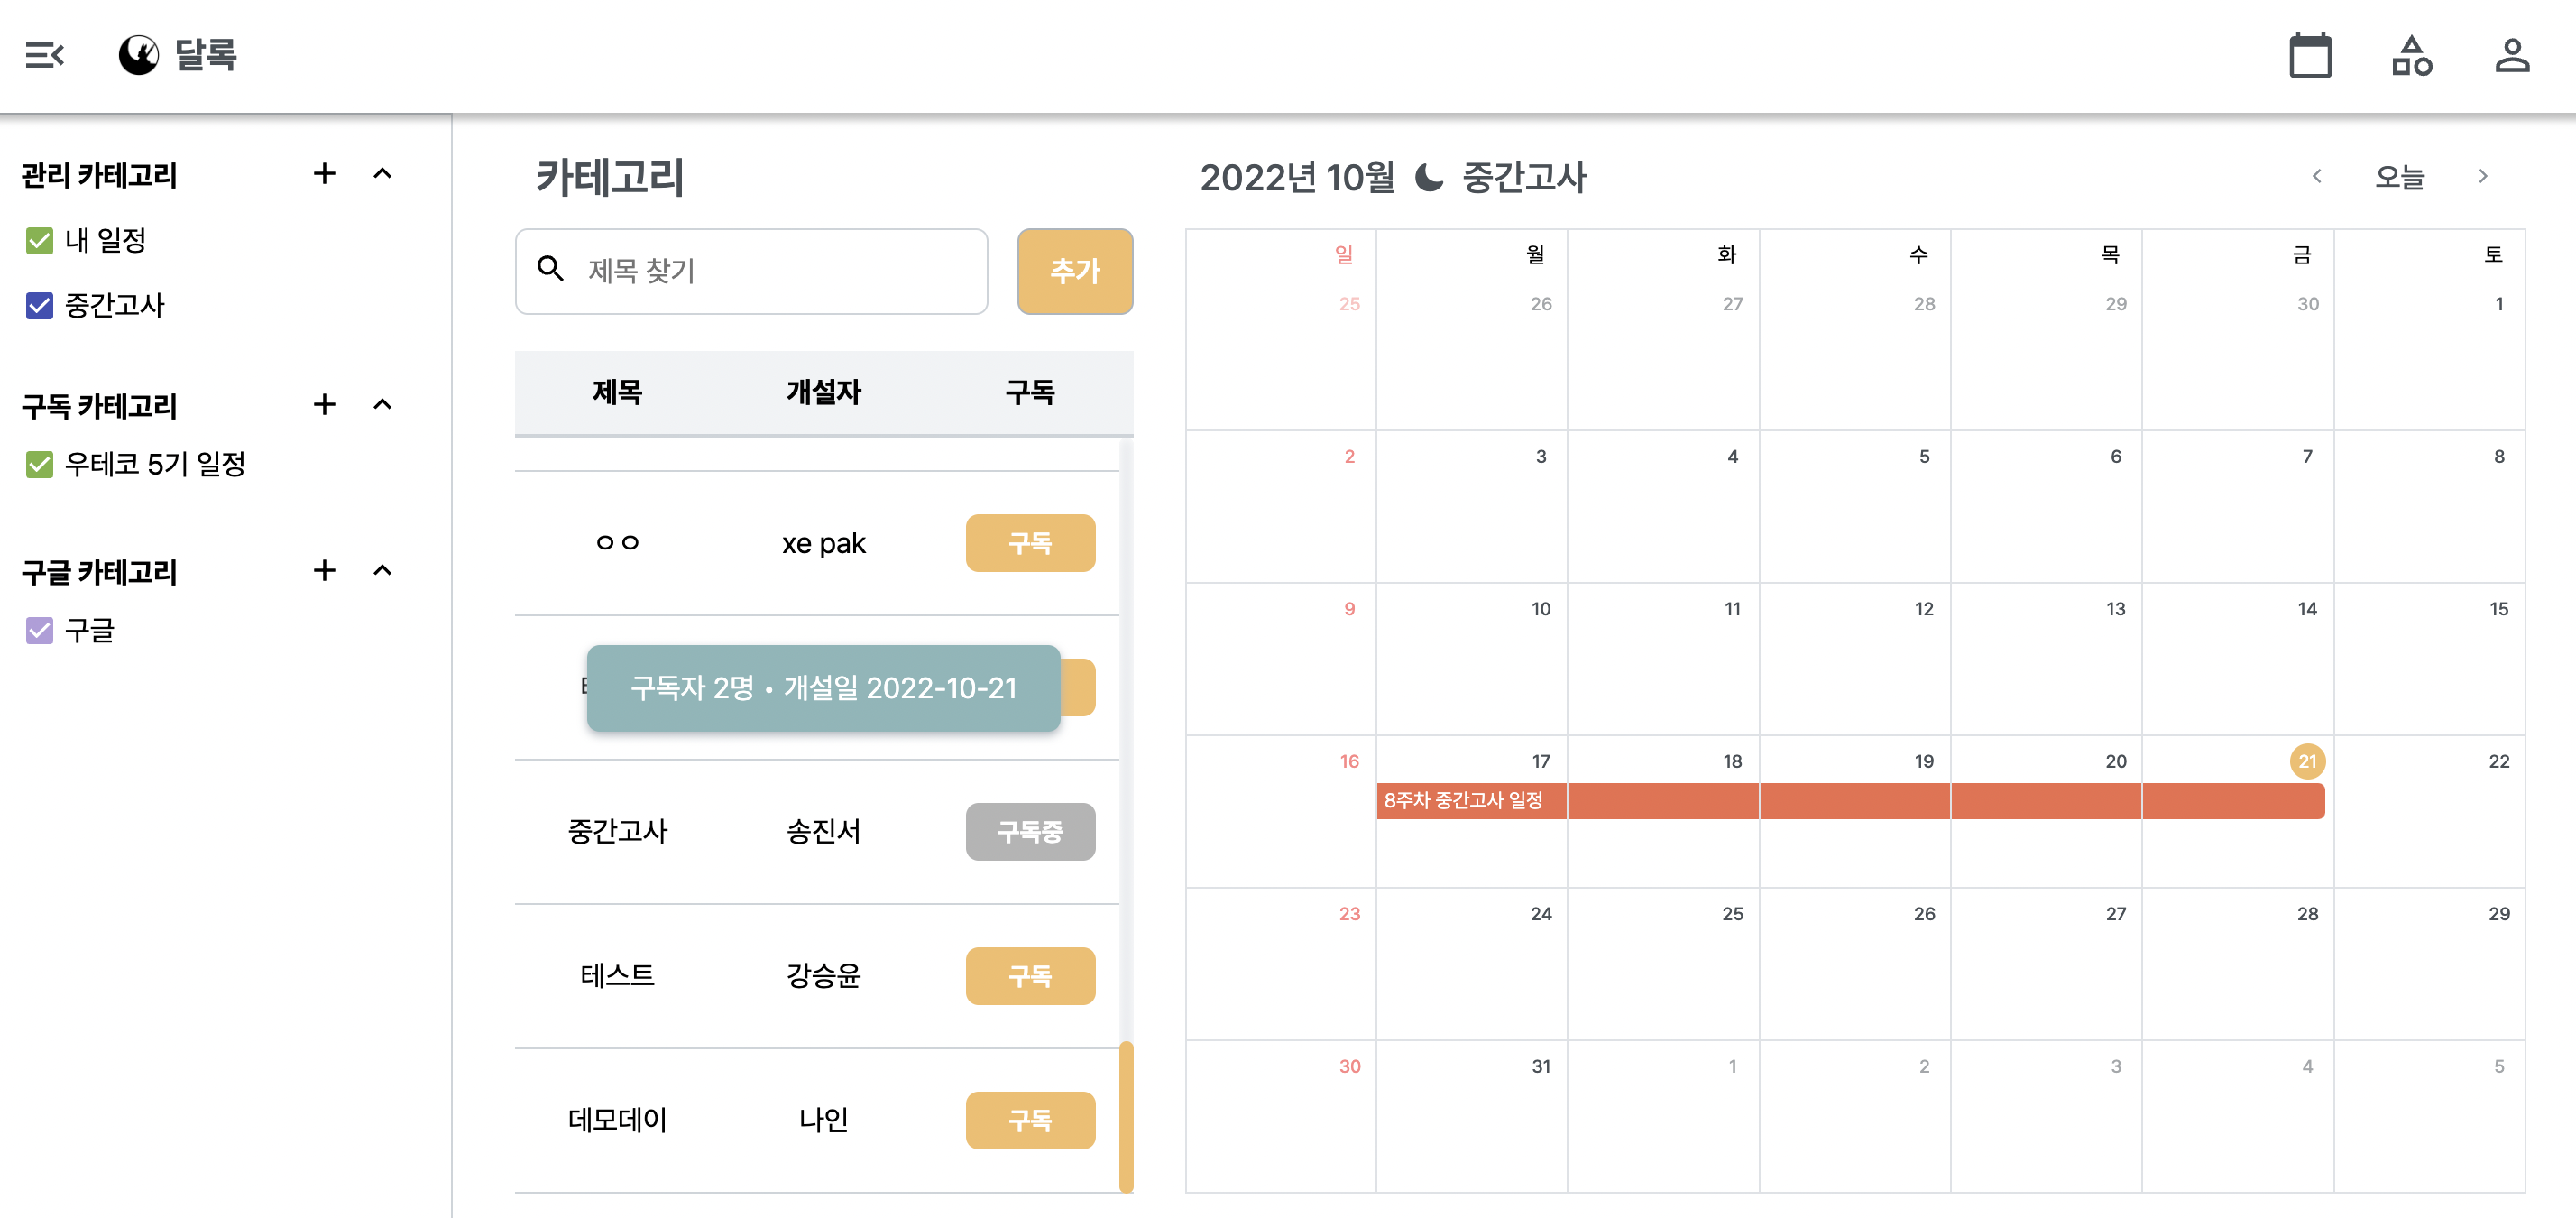 달록
관리 카테고리
내 일정
중간고사
구독 카테고리
우테코 5기 일정
구글 카테고리
구글
카테고리
제목 찾기
추가
제목 개설자 구독
ㅇㅇ xe pak 구독
구독자 2명 • 개설일 2022-10-21
중간고사 송진서 구독중
테스트 강승윤 구독
데모데이 나인 구독
2022년 10월 중간고사
오늘
일 월 화 수 목 금 토
25 26 27 28 29 30 1
2 3 4 5 6 7 8
9 10 11 12 13 14 15
16 17 18 19 20 21 22
8주차 중간고사 일정
23 24 25 26 27 28 29
30 31 1 2 3 4 5